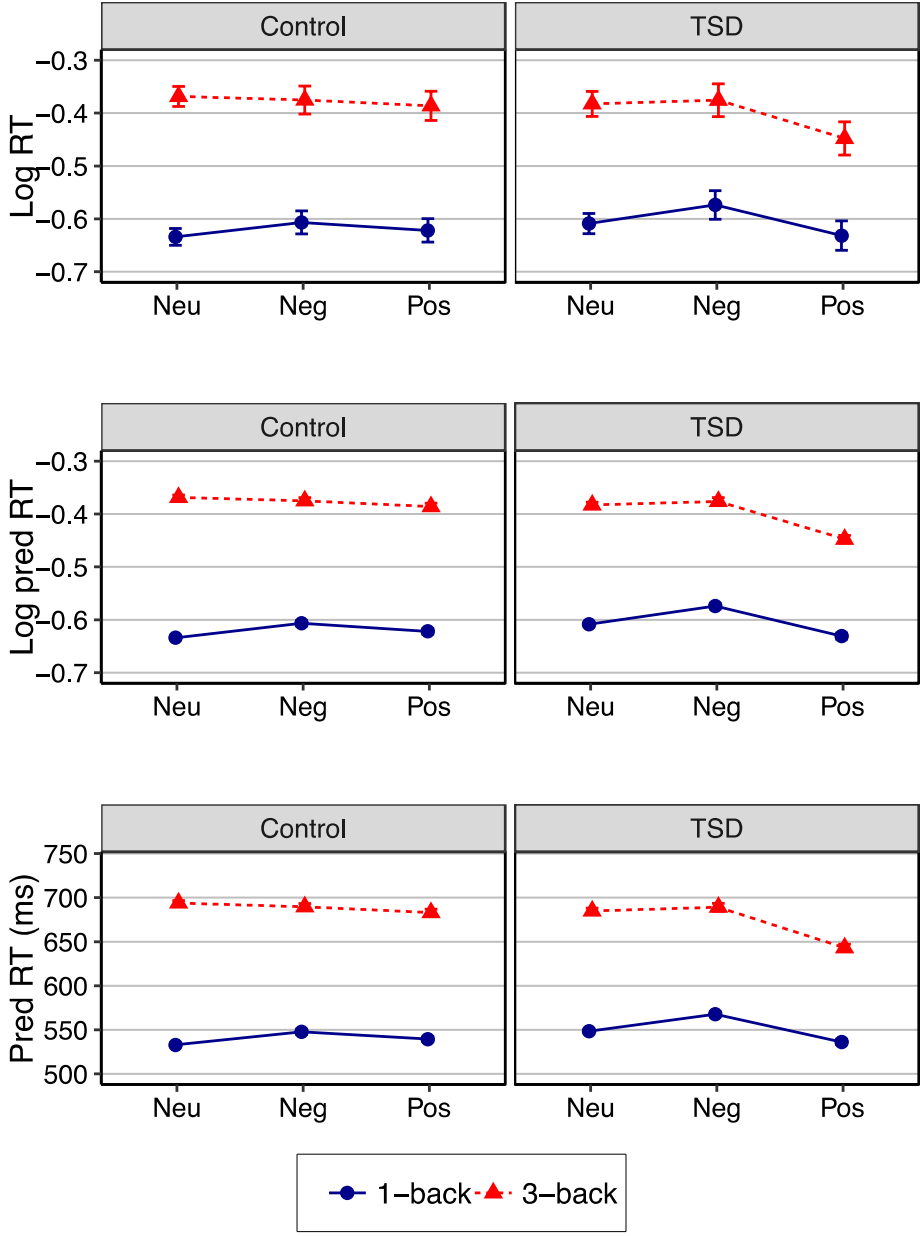 Control TSD
Log RT
−0.3
−0.4
−0.5
−0.6
−0.7
Neu Neg Pos Neu Neg Pos
Control TSD
Log pred RT
−0.3
−0.4
−0.5
−0.6
−0.7
Neu Neg Pos Neu Neg Pos
Control TSD
Pred RT (ms)
750
700
650
600
550
500
Neu Neg Pos Neu Neg Pos
1−back 3−back